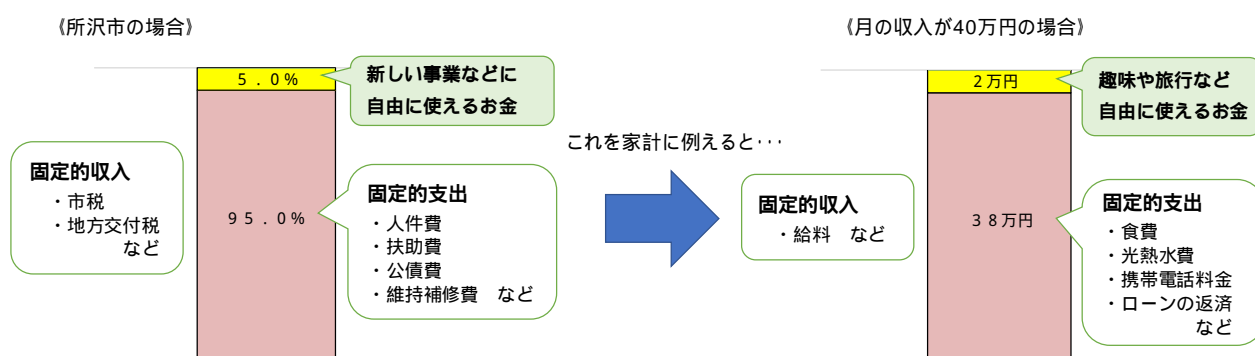 《所沢市の場合》
5.0%
新しい事業などに
自由に使えるお金
固定的収入
・市税
・地方交付税
など
95.0%
固定的支出
・人件費
・扶助費
・公債費
・維持補修費 など
これを家計に例えると…
《月の収入が40万円の場合》
2万円
趣味や旅行など
自由に使えるお金
固定的収入
・給料 など
38万円
固定的支出
・食費
・光熱水費
・携帯電話料金
・ローンの返済
など